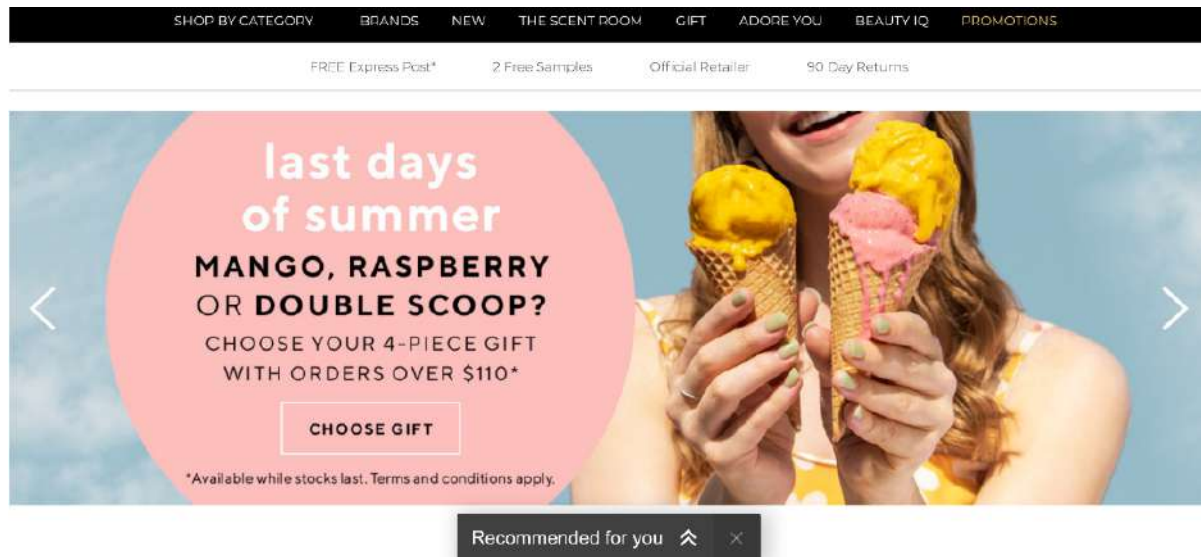 SHOP BY CATEGORY BRANDS NEW THE SCENT ROOM GIFT ADORE YOU BEAUTY IQ PROMOTIONS
FREE Express Post* 2 Free Samples Official Retailer 90 Day Returns
last days
of summer
MANGO, RASPBERRY
OR DOUBLE SCOOP?
CHOOSE YOUR 4-PIECE GIFT
WITH ORDERS OVER $110*
CHOOSE GIFT
*Available while stocks last. Terms and conditions apply.
Recommended for you